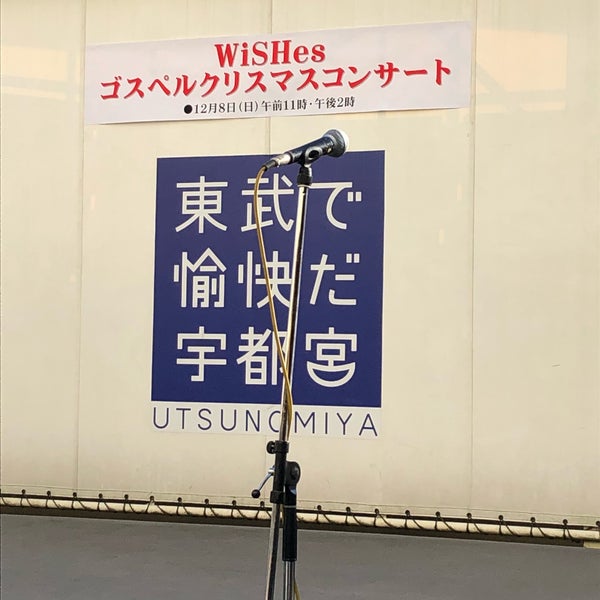 WiSHes
ゴスペルクリスマスコンサート
●12月8日(日)午前11時・午後2時
東武で
愉快だ
宇都宮
UTSUNOMIYA